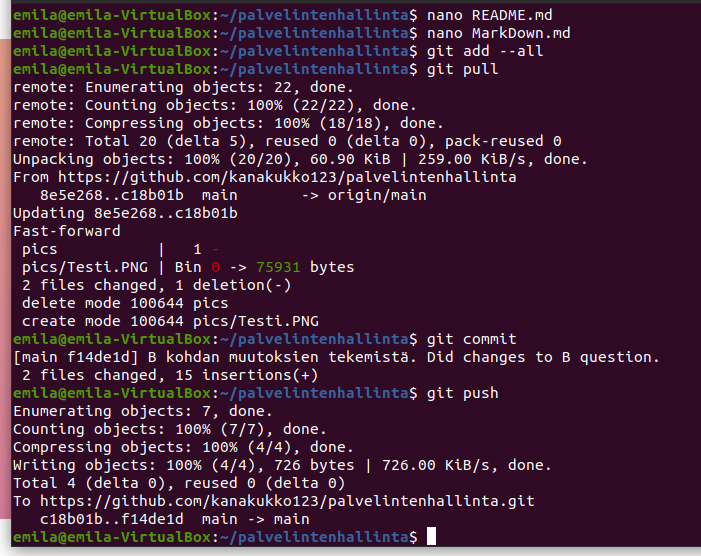 emila@emila-VirtualBox:~/palvelintenhallinta$ nano README.md
emila@emila-VirtualBox:~/palvelintenhallinta$ nano MarkDown.md
emila@emila-VirtualBox:~/palvelintenhallinta$ git add --all
emila@emila-VirtualBox:~/palvelintenhallinta$ git pull
remote: Enumerating objects: 22, done.
remote: Counting objects: 100% (22/22), done.
remote: Compressing objects: 100% (18/18), done.
remote: Total 20 (delta 5), reused 0 (delta 0), pack-reused 0
Unpacking objects: 100% (20/20), 60.90 KiB | 259.00 KiB/s, done.
From https://github.com/kanakukko123/palvelintenhallinta
   8e5e268..c18b01b  main       -> origin/main
Updating 8e5e268..c18b01b
Fast-forward
 pics           |   1 -
 pics/Testi.PNG | Bin 0 -> 75931 bytes
 2 files changed, 1 deletion(-)
 delete mode 100644 pics
 create mode 100644 pics/Testi.PNG
emila@emila-VirtualBox:~/palvelintenhallinta$ git commit
[main f14de1d] B kohdan muutoksien tekemistä. Did changes to B question.
 2 files changed, 15 insertions(+)
emila@emila-VirtualBox:~/palvelintenhallinta$ git push
Enumerating objects: 7, done.
Counting objects: 100% (7/7), done.
Compressing objects: 100% (4/4), done.
Writing objects: 100% (4/4), 726 bytes | 726.00 KiB/s, done.
Total 4 (delta 0), reused 0 (delta 0)
To https://github.com/kanakukko123/palvelintenhallinta.git
   c18b01b..f14de1d  main -> main
emila@emila-VirtualBox:~/palvelintenhallinta$